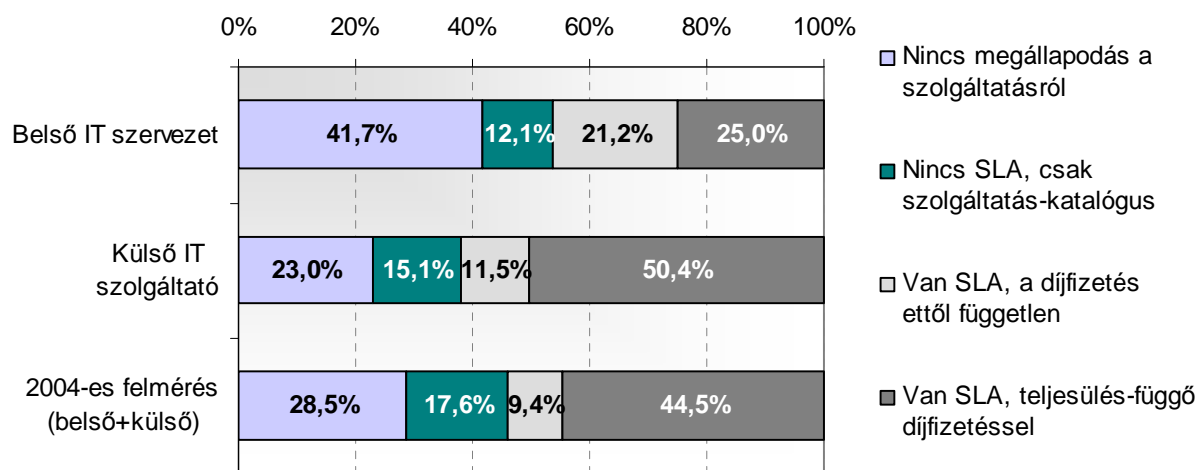 0% 20% 40% 60% 80% 100%
Belső IT szervezet
41,7% 12,1% 21,2% 25,0%
Külső IT
szolgáltató
23,0% 15,1% 11,5% 50,4%
2004-es felmérés
(belső+külső)
28,5% 17,6% 9,4% 44,5%
Nincs megállapodás a
szolgáltatásról
Nincs SLA, csak
szolgáltatás-katalógus
Van SLA, a díjfizetés
ettől független
Van SLA, teljesülés-függő
díjfizetéssel